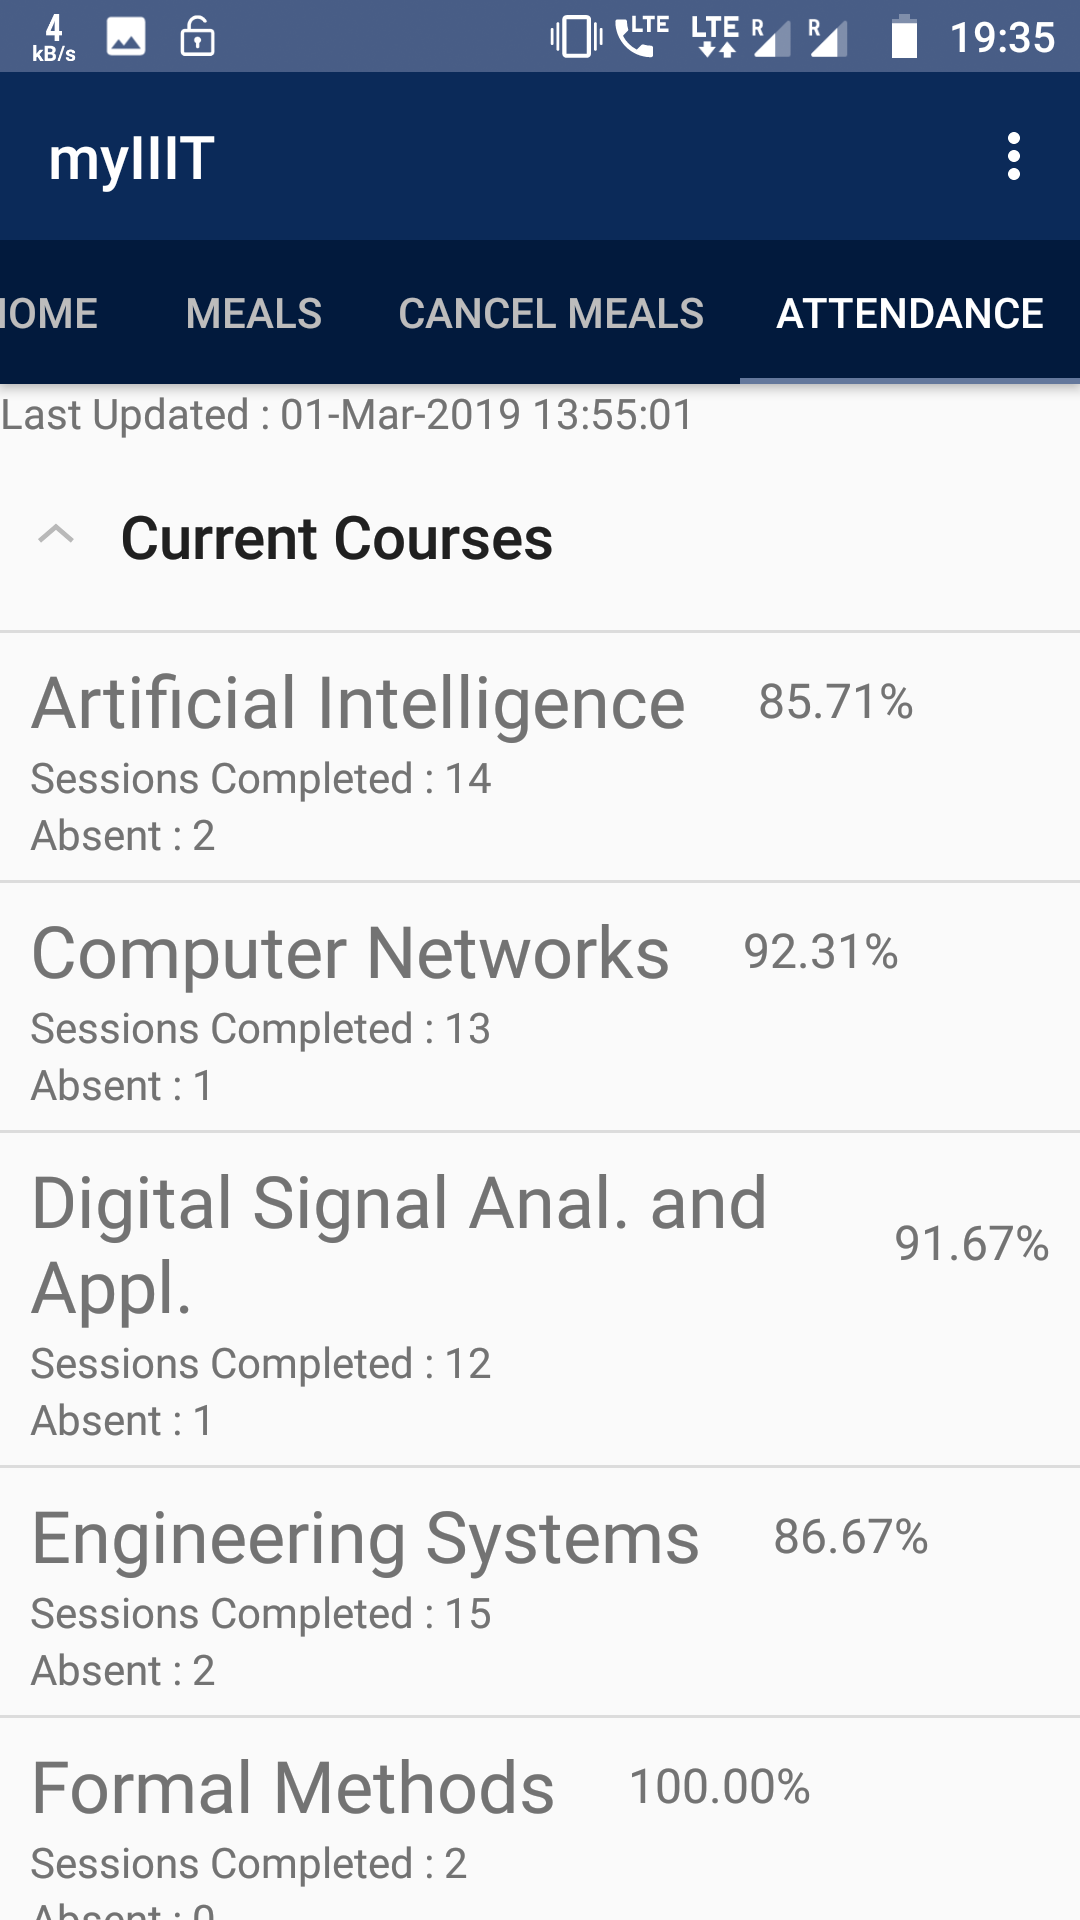 4
kB/s
LTE
LTE
R
R
19:35
myIIIT
HOME
MEALS
CANCEL MEALS
ATTENDANCE
Last Updated : 01-Mar-2019 13:55:01
Current Courses
Artificial Intelligence 85.71%
Sessions Completed : 14
Absent : 2
Computer Networks 92.31%
Sessions Completed : 13
Absent : 1
Digital Signal Anal. and
Appl.
91.67%
Sessions Completed : 12
Absent : 1
Engineering Systems 86.67%
Sessions Completed : 15
Absent : 2
Formal Methods 100.00%
Sessions Completed : 2
Absent : 0